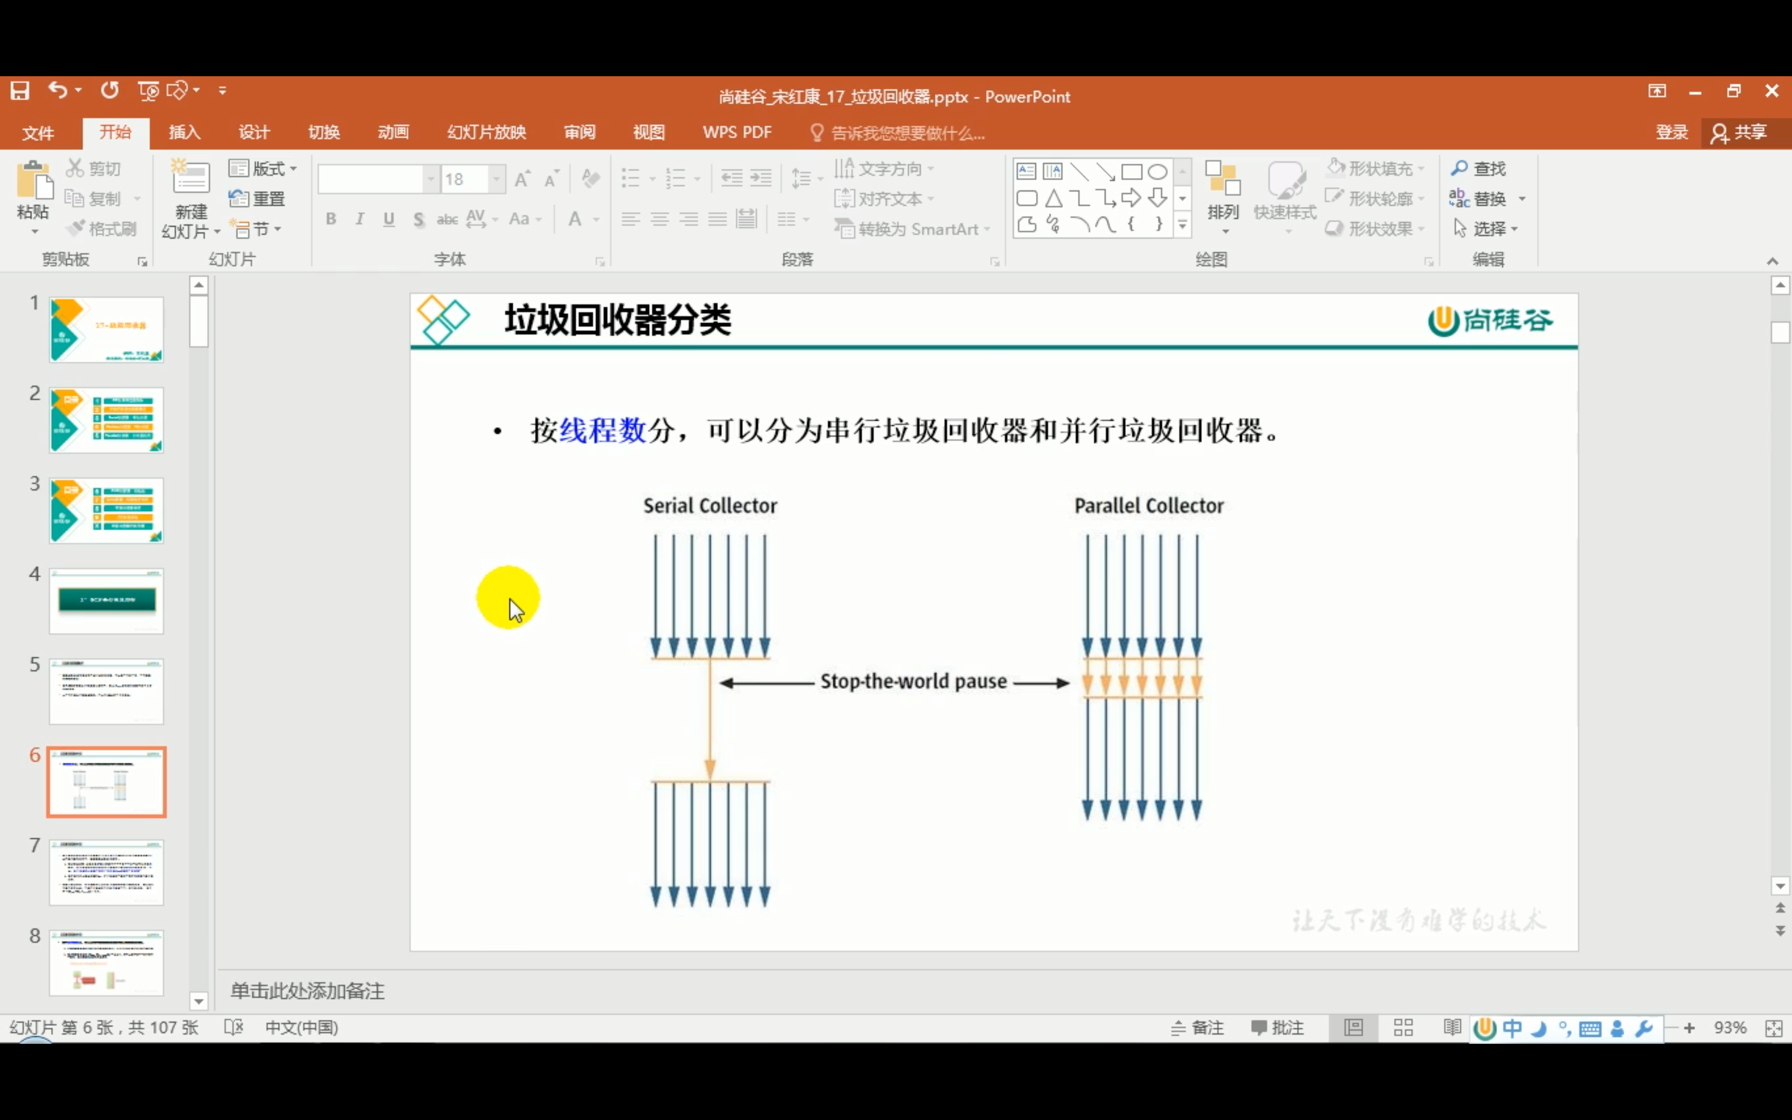 尚硅谷_宋红康_17_垃圾回收器.pptx - PowerPoint
文件 开始 插入 设计 切换 动画 幻灯片放映 审阅 视图 WPS PDF 告诉我您想要做什么... 登录 共享
粘贴 剪切 复制 格式刷 剪贴板
新建幻灯片 版式 重置 节 幻灯片
18 B I U S abc AV Aa A 字体
文字方向 对齐文本 转换为 SmartArt 段落
排列 快速样式 形状填充 形状轮廓 形状效果 绘图
查找 替换 选择 编辑
1
2
3
4
5
6
7
8
垃圾回收器分类
尚硅谷
• 按线程数分，可以分为串行垃圾回收器和并行垃圾回收器。
Serial Collector
Parallel Collector
Stop-the-world pause
让天下没有难学的技术
单击此处添加备注
幻灯片 第 6 张，共 107 张 中文(中国) 备注 批注 中 93%